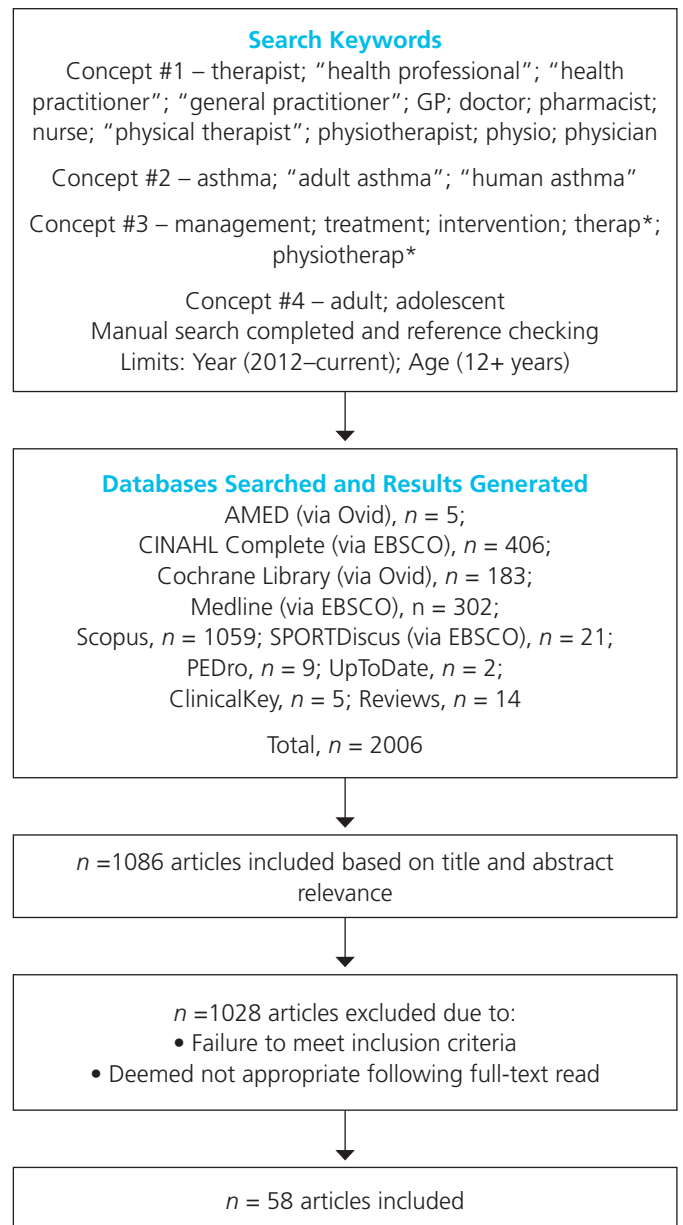 Search Keywords
Concept #1 – therapist; “health professional”; “health
practitioner”; “general practitioner”; GP; doctor; pharmacist;
nurse; “physical therapist”; physiotherapist; physio; physician
Concept #2 – asthma; “adult asthma”; “human asthma”
Concept #3 – management; treatment; intervention; therap*;
physiotherap*
Concept #4 – adult; adolescent
Manual search completed and reference checking
Limits: Year (2012–current); Age (12+ years)
Databases Searched and Results Generated
AMED (via Ovid), n = 5;
CINAHL Complete (via EBSCO), n = 406;
Cochrane Library (via Ovid), n = 183;
Medline (via EBSCO), n = 302;
Scopus, n = 1059; SPORTDiscus (via EBSCO), n = 21;
PEDro, n = 9; UpToDate, n = 2;
ClinicalKey, n = 5; Reviews, n = 14
Total, n = 2006
n =1086 articles included based on title and abstract
relevance
n =1028 articles excluded due to:
• Failure to meet inclusion criteria
• Deemed not appropriate following full-text read
n = 58 articles included